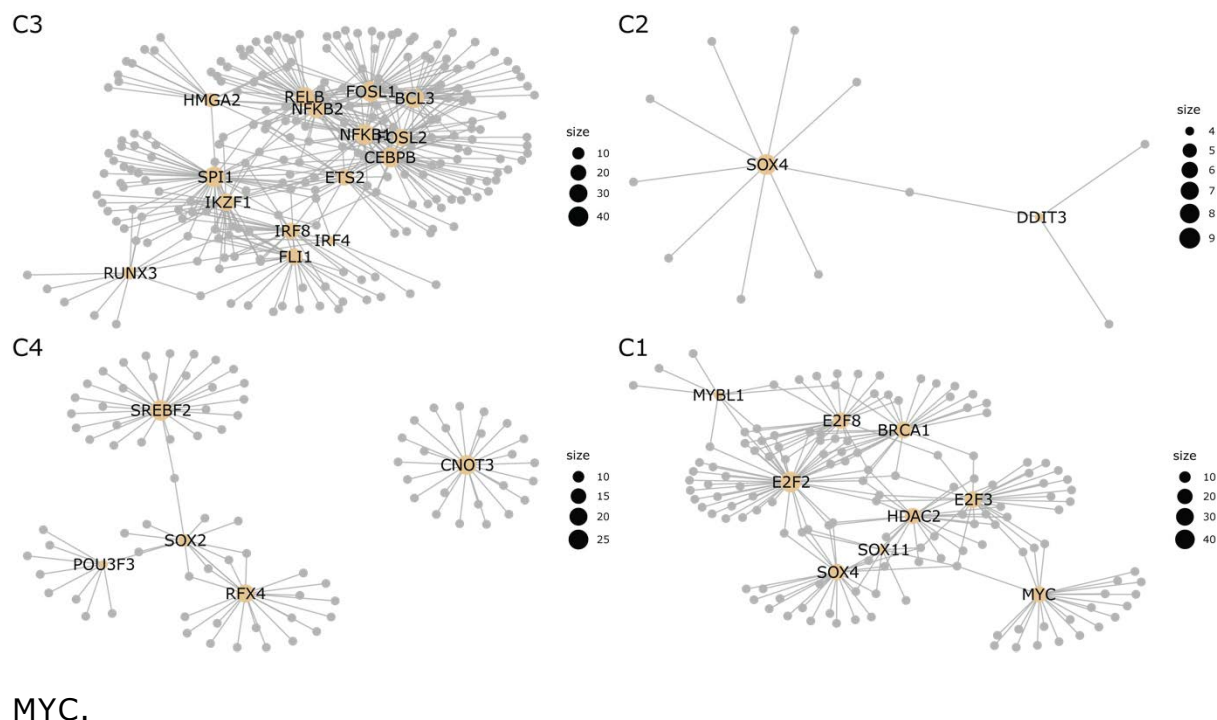 C3
HMGA2
RELB
NFKB2
FOSL1
BCL3
NFKB1
FOSL2
CEBPB
SPI1
ETS2
IKZF1
IRF8
IRF4
FLI1
RUNX3
size
10
20
30
40
C2
SOX4
DDIT3
size
4
5
6
7
8
9
C4
SREBF2
CNOT3
SOX2
POU3F3
RFX4
size
10
15
20
25
C1
MYBL1
E2F8
BRCA1
E2F2
E2F3
HDAC2
SOX11
SOX4
MYC
size
10
20
30
40
MYC.